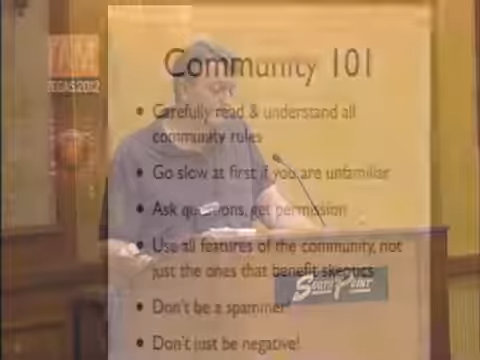 TAM
VEGAS2012
Community 101
• Carefully read & understand all
community rules
• Go slow at first if you are unfamiliar
• Ask questions, get permission
• Use all features of the community, not
just the ones that benefit skeptics
• Don't be a spammer!
• Don't just be negative!
SOUTH POINT